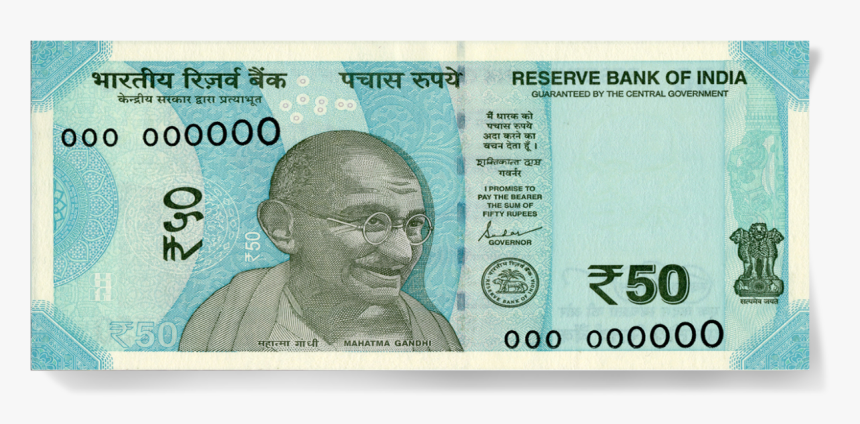 भारतीय रिज़र्व बैंक
केन्द्रीय सरकार द्वारा प्रत्याभूत
पचास रुपये
RESERVE BANK OF INDIA
GUARANTEED BY THE CENTRAL GOVERNMENT
000 000000
मैं धारक को
पचास रुपये
अदा करने का
वचन देता हूँ ।
गवर्नर
I PROMISE TO
PAY THE BEARER
THE SUM OF
FIFTY RUPEES
GOVERNOR
₹५०
₹50
भारतीय रिज़र्व बैंक
RESERVE BANK OF INDIA
₹50
सत्यमेव जयते
₹50
महात्मा गांधी
MAHATMA GANDHI
000 000000